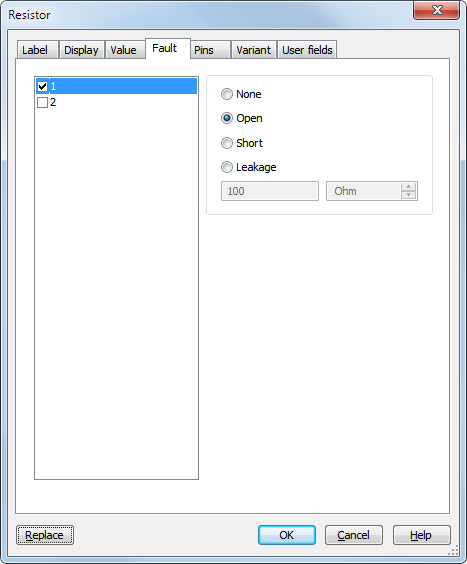 Resistor
Label Display Value Fault Pins Variant User fields
1
2
None
Open
Short
Leakage
100 Ohm
Replace OK Cancel Help